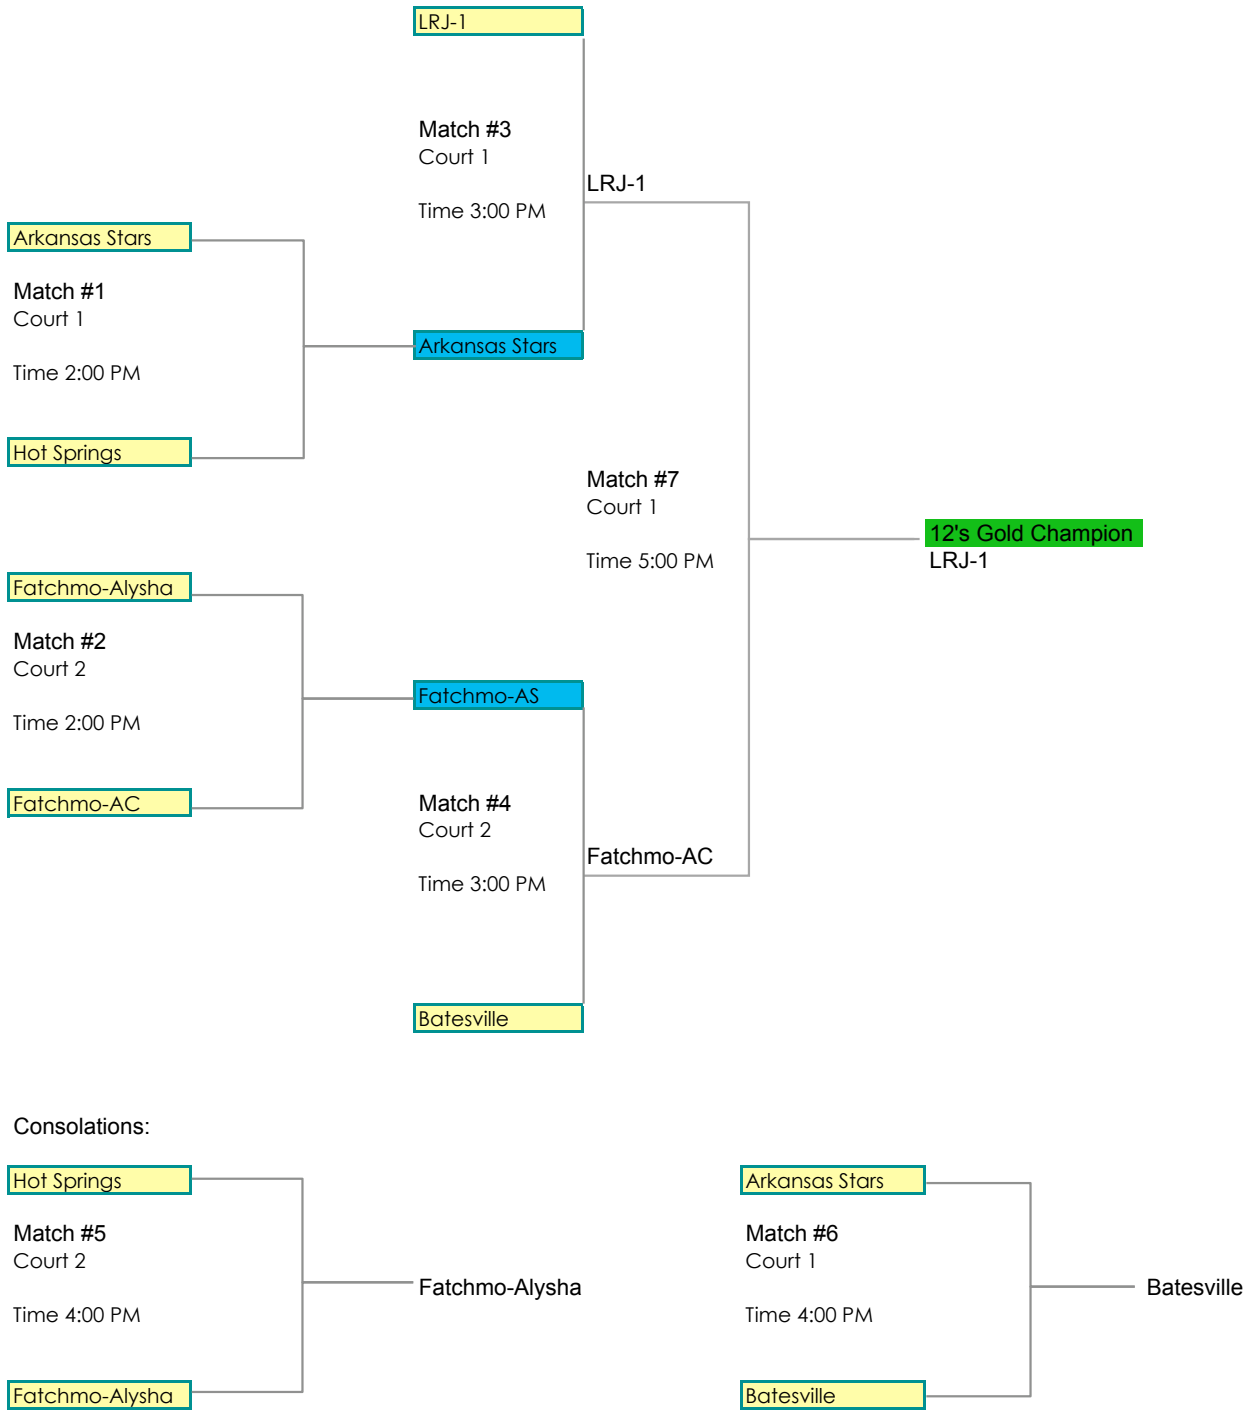 LRJ-1
Match #3
Court 1
LRJ-1
Time 3:00 PM
Arkansas Stars
Match #1
Court 1
Arkansas Stars
Time 2:00 PM
Hot Springs
Match #7
Court 1
12's Gold Champion
Time 5:00 PM
LRJ-1
Fatchmo-Alysha
Match #2
Court 2
Fatchmo-AS
Time 2:00 PM
Fatchmo-AC
Match #4
Court 2
Fatchmo-AC
Time 3:00 PM
Batesville
Consolations:
Hot Springs
Match #5
Court 2
Fatchmo-Alysha
Time 4:00 PM
Fatchmo-Alysha
Arkansas Stars
Match #6
Court 1
Batesville
Time 4:00 PM
Batesville